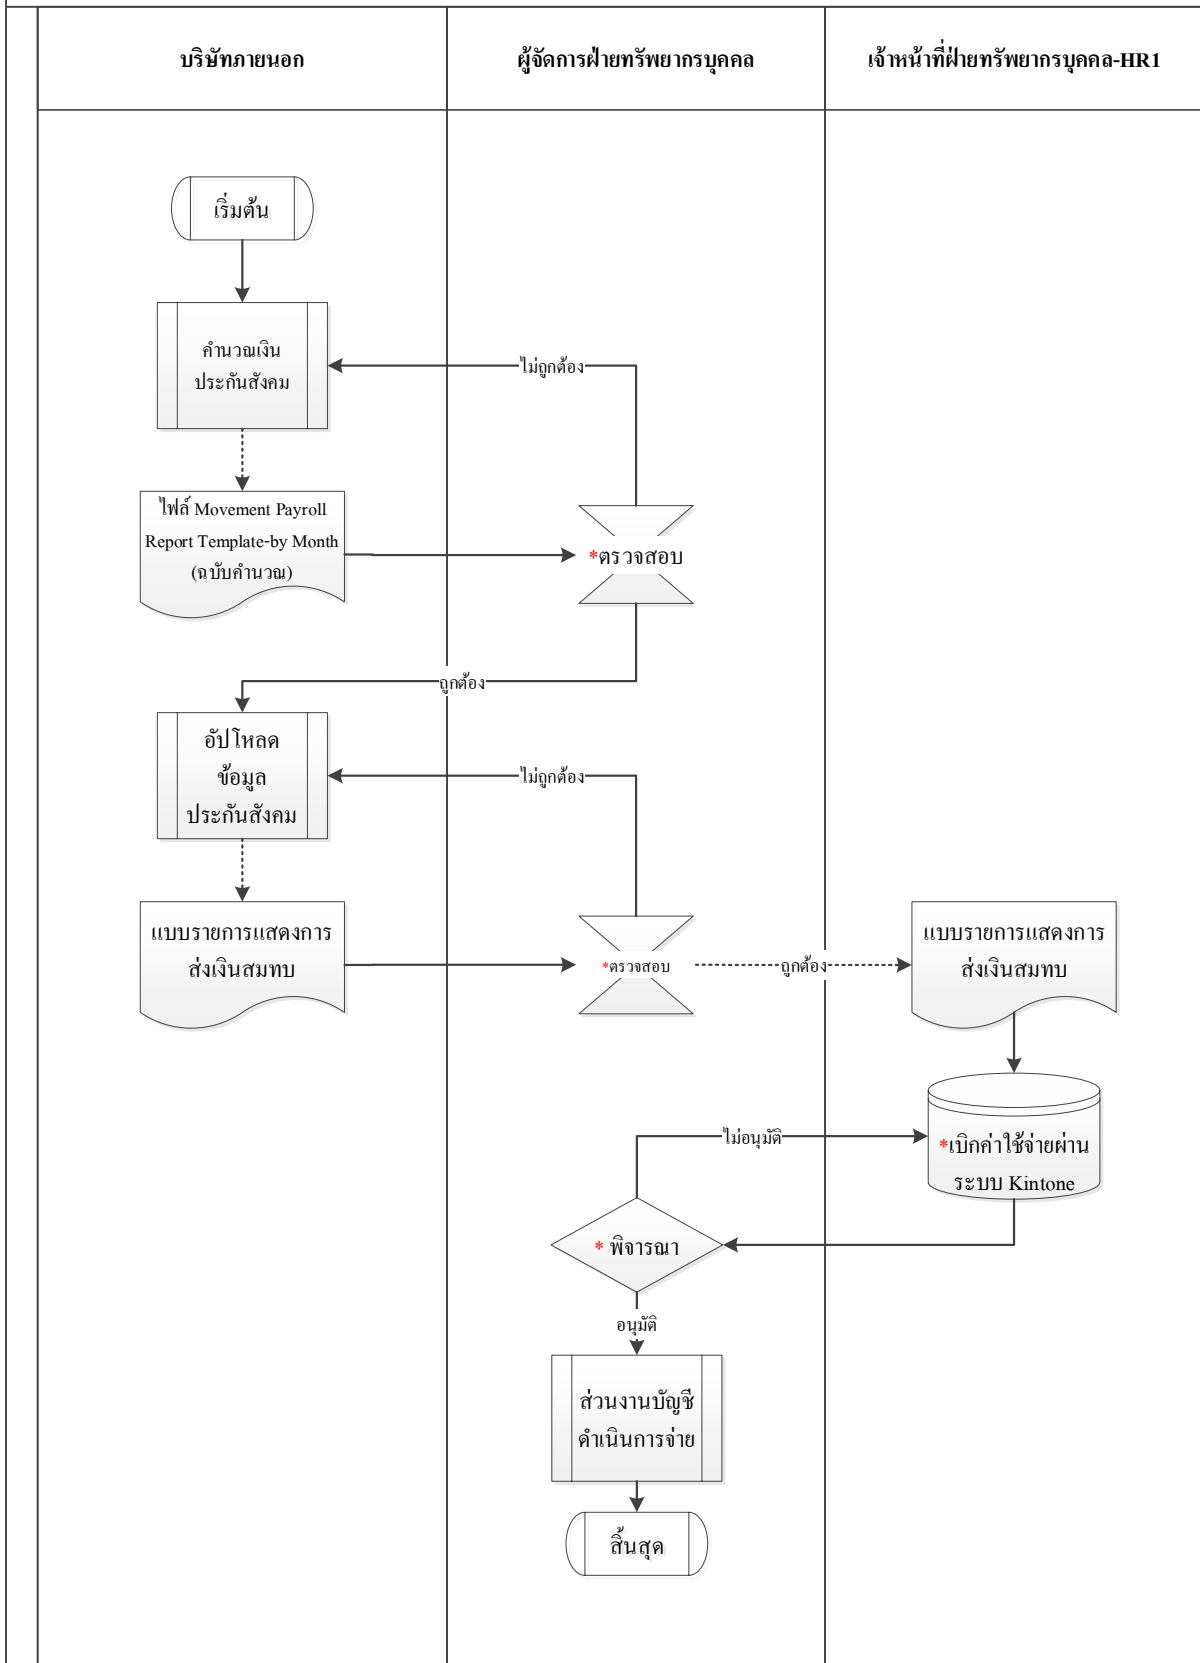 บริษัทภายนอก
ผู้จัดการฝ่ายทรัพยากรบุคคล
เจ้าหน้าที่ฝ่ายทรัพยากรบุคคล-HR1
เริ่มต้น
คำนวณเงิน
ประกันสังคม
ไม่ถูกต้อง
ไฟล์ Movement Payroll
Report Template-by Month
(ฉบับคำนวณ)
*ตรวจสอบ
ถูกต้อง
อัปโหลด
ข้อมูล
ประกันสังคม
ไม่ถูกต้อง
แบบรายการแสดงการ
ส่งเงินสมทบ
*ตรวจสอบ
ถูกต้อง
แบบรายการแสดงการ
ส่งเงินสมทบ
ไม่อนุมัติ
*เบิกค่าใช้จ่ายผ่าน
ระบบ Kintone
* พิจารณา
อนุมัติ
ส่วนงานบัญชี
ดำเนินการจ่าย
สิ้นสุด